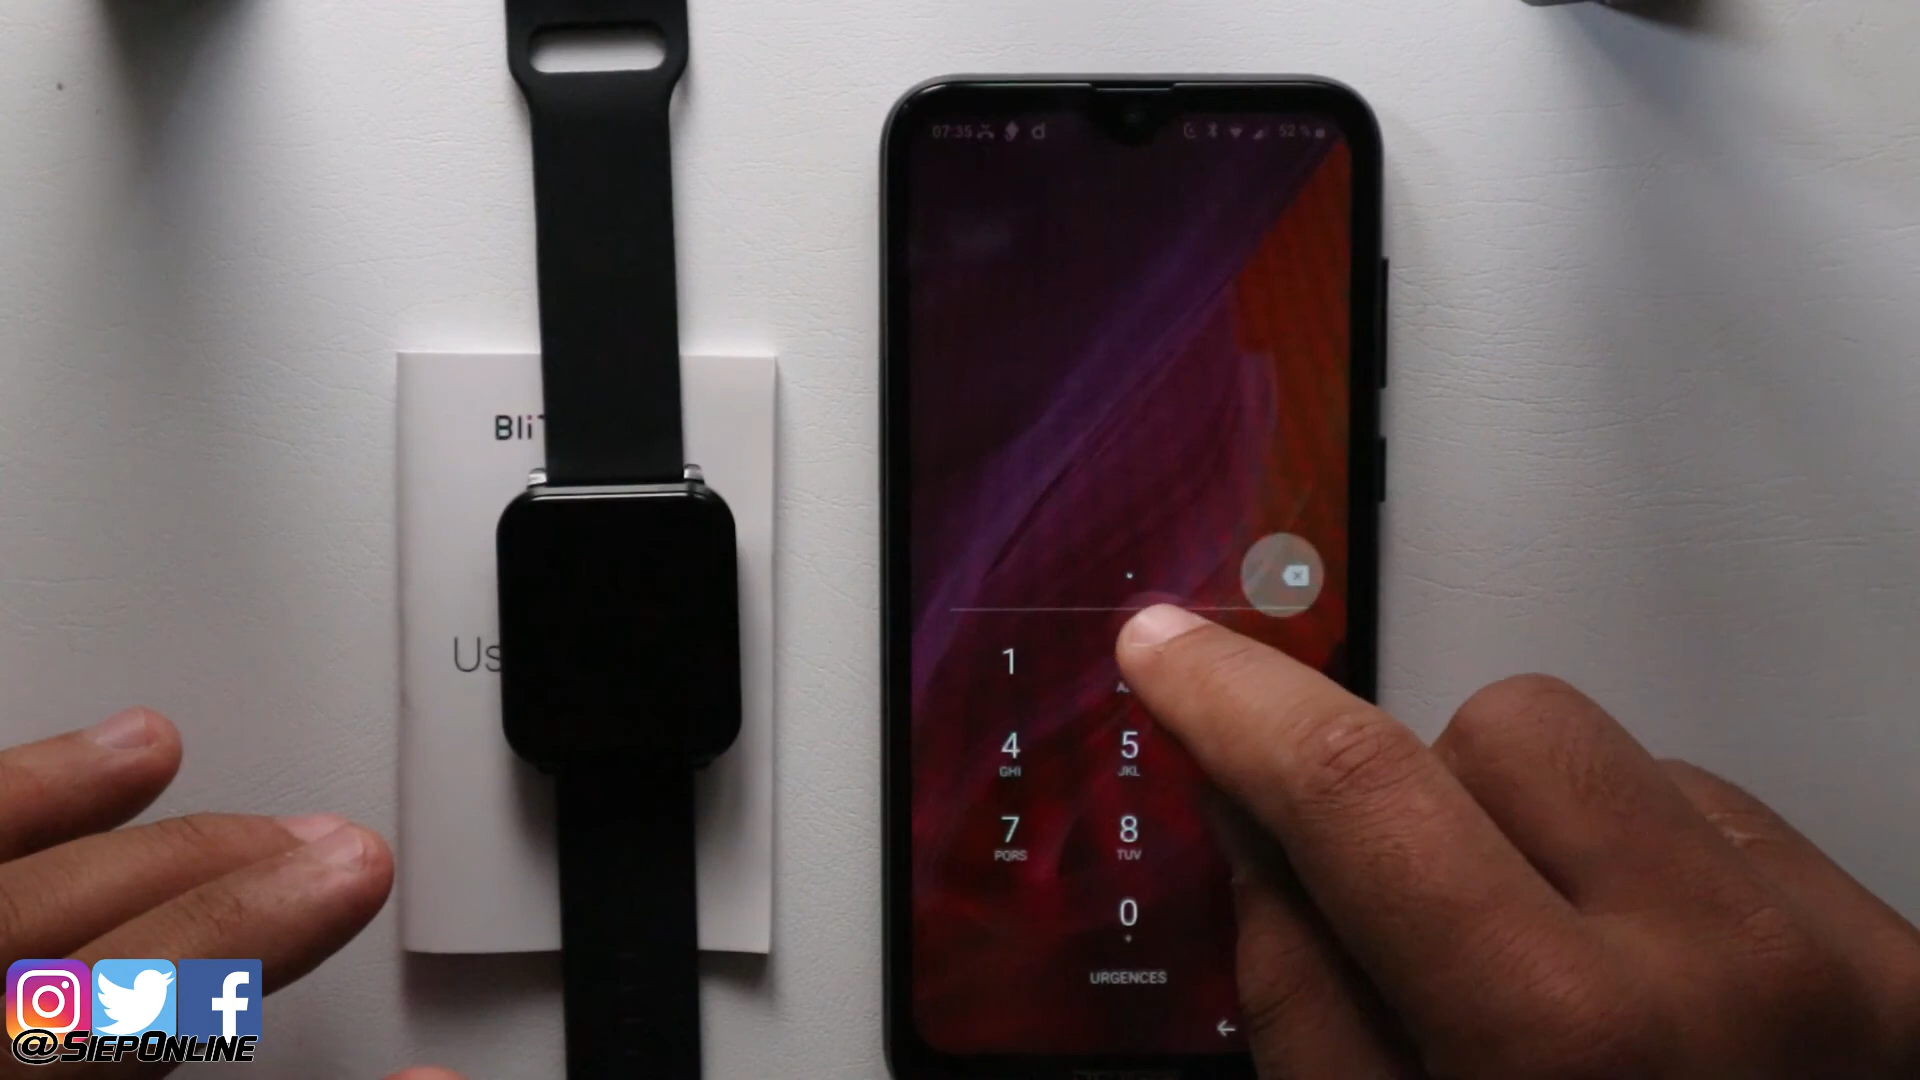 07:35
52 %
BliT
Us
1
4
GHI
5
JKL
7
PQRS
8
TUV
0
+
URGENCES
@SiepOnline